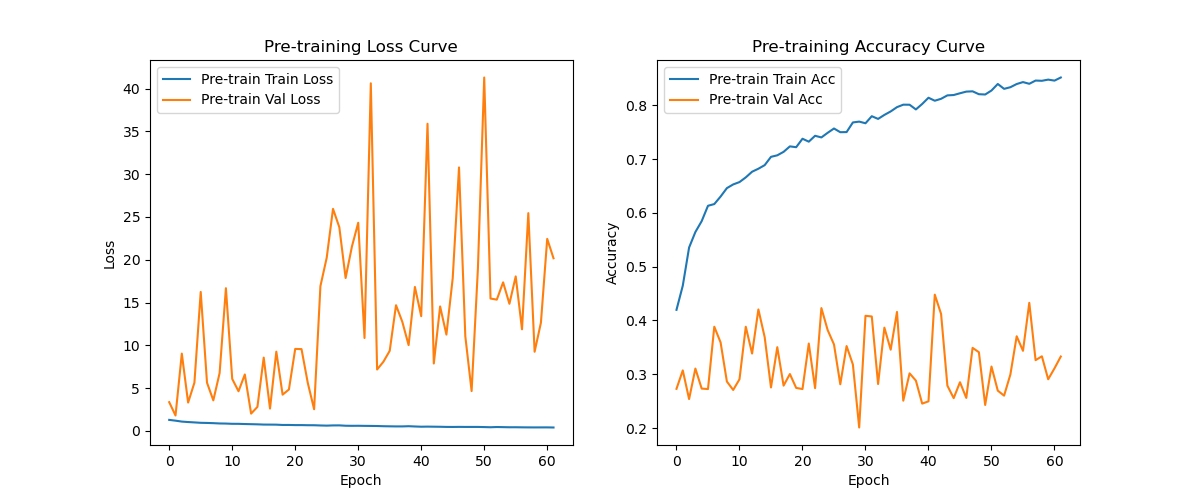 Pre-training Loss Curve
Pre-train Train Loss
Pre-train Val Loss
40
35
30
25
20
15
10
5
0
Loss
0 10 20 30 40 50 60
Epoch
Pre-training Accuracy Curve
Pre-train Train Acc
Pre-train Val Acc
0.8
0.7
0.6
0.5
0.4
0.3
0.2
Accuracy
0 10 20 30 40 50 60
Epoch